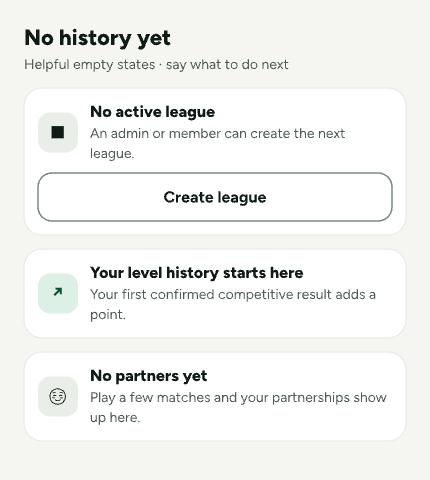 No history yet
Helpful empty states · say what to do next
No active league
An admin or member can create the next
league.
Create league
Your level history starts here
Your first confirmed competitive result adds a
point.
No partners yet
Play a few matches and your partnerships show
up here.